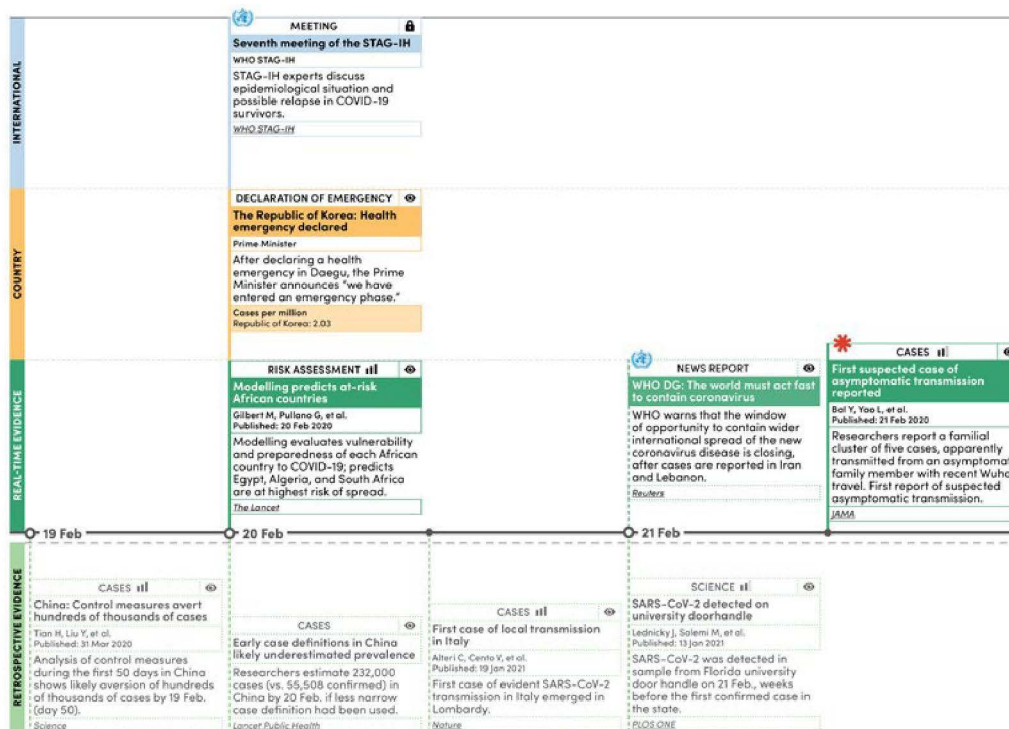 INTERNATIONAL
MEETING
Seventh meeting of the STAG-IH
WHO STAG-IH
STAG-IH experts discuss
epidemiological situation and
possible relapse in COVID-19
survivors.
WHO STAG-IH
COUNTRY
DECLARATION OF EMERGENCY
The Republic of Korea: Health
emergency declared
Prime Minister
After declaring a health
emergency in Daegu, the Prime
Minister announces “we have
entered an emergency phase.”
Cases per million
Republic of Korea: 2.03
REAL-TIME EVIDENCE
RISK ASSESSMENT
Modelling predicts at-risk
African countries
Gilbert M, Pullano G, et al.
Published: 20 Feb 2020
Modelling evaluates vulnerability
and preparedness of each African
country to COVID-19; predicts
Egypt, Algeria, and South Africa
are at highest risk of spread.
The Lancet
NEWS REPORT
WHO DG: The world must act fast
to contain coronavirus
WHO warns that the window
of opportunity to contain wider
international spread of the new
coronavirus disease is closing,
after cases are reported in Iran
and Lebanon.
Reuters
CASES
First suspected case of
asymptomatic transmission
reported
Bai Y, Yao L, et al.
Published: 21 Feb 2020
Researchers report a familial
cluster of five cases, apparently
transmitted from an asymptomat
family member with recent Wuha
travel. First report of suspected
asymptomatic transmission.
JAMA
19 Feb
20 Feb
21 Feb
RETROSPECTIVE EVIDENCE
CASES
China: Control measures avert
hundreds of thousands of cases
Tian H, Liu Y, et al.
Published: 31 Mar 2020
Analysis of control measures
during the first 50 days in China
shows likely aversion of hundreds
of thousands of cases by 19 Feb.
(day 50).
Science
CASES
Early case definitions in China
likely underestimated prevalence
Researchers estimate 232,000
cases (vs. 55,508 confirmed) in
China by 20 Feb. if less narrow
case definition had been used.
Lancet Public Health
CASES
First case of local transmission
in Italy
Alteri C, Cento V, et al.
Published: 19 Jan 2021
First case of evident SARS-CoV-2
transmission in Italy emerged in
Lombardy.
Nature
SCIENCE
SARS-CoV-2 detected on
university doorhandle
Lednicky J, Salemi M, et al.
Published: 13 Jan 2021
SARS-CoV-2 was detected in
sample from Florida university
door handle on 21 Feb., weeks
before the first confirmed case in
the state.
PLOS ONE